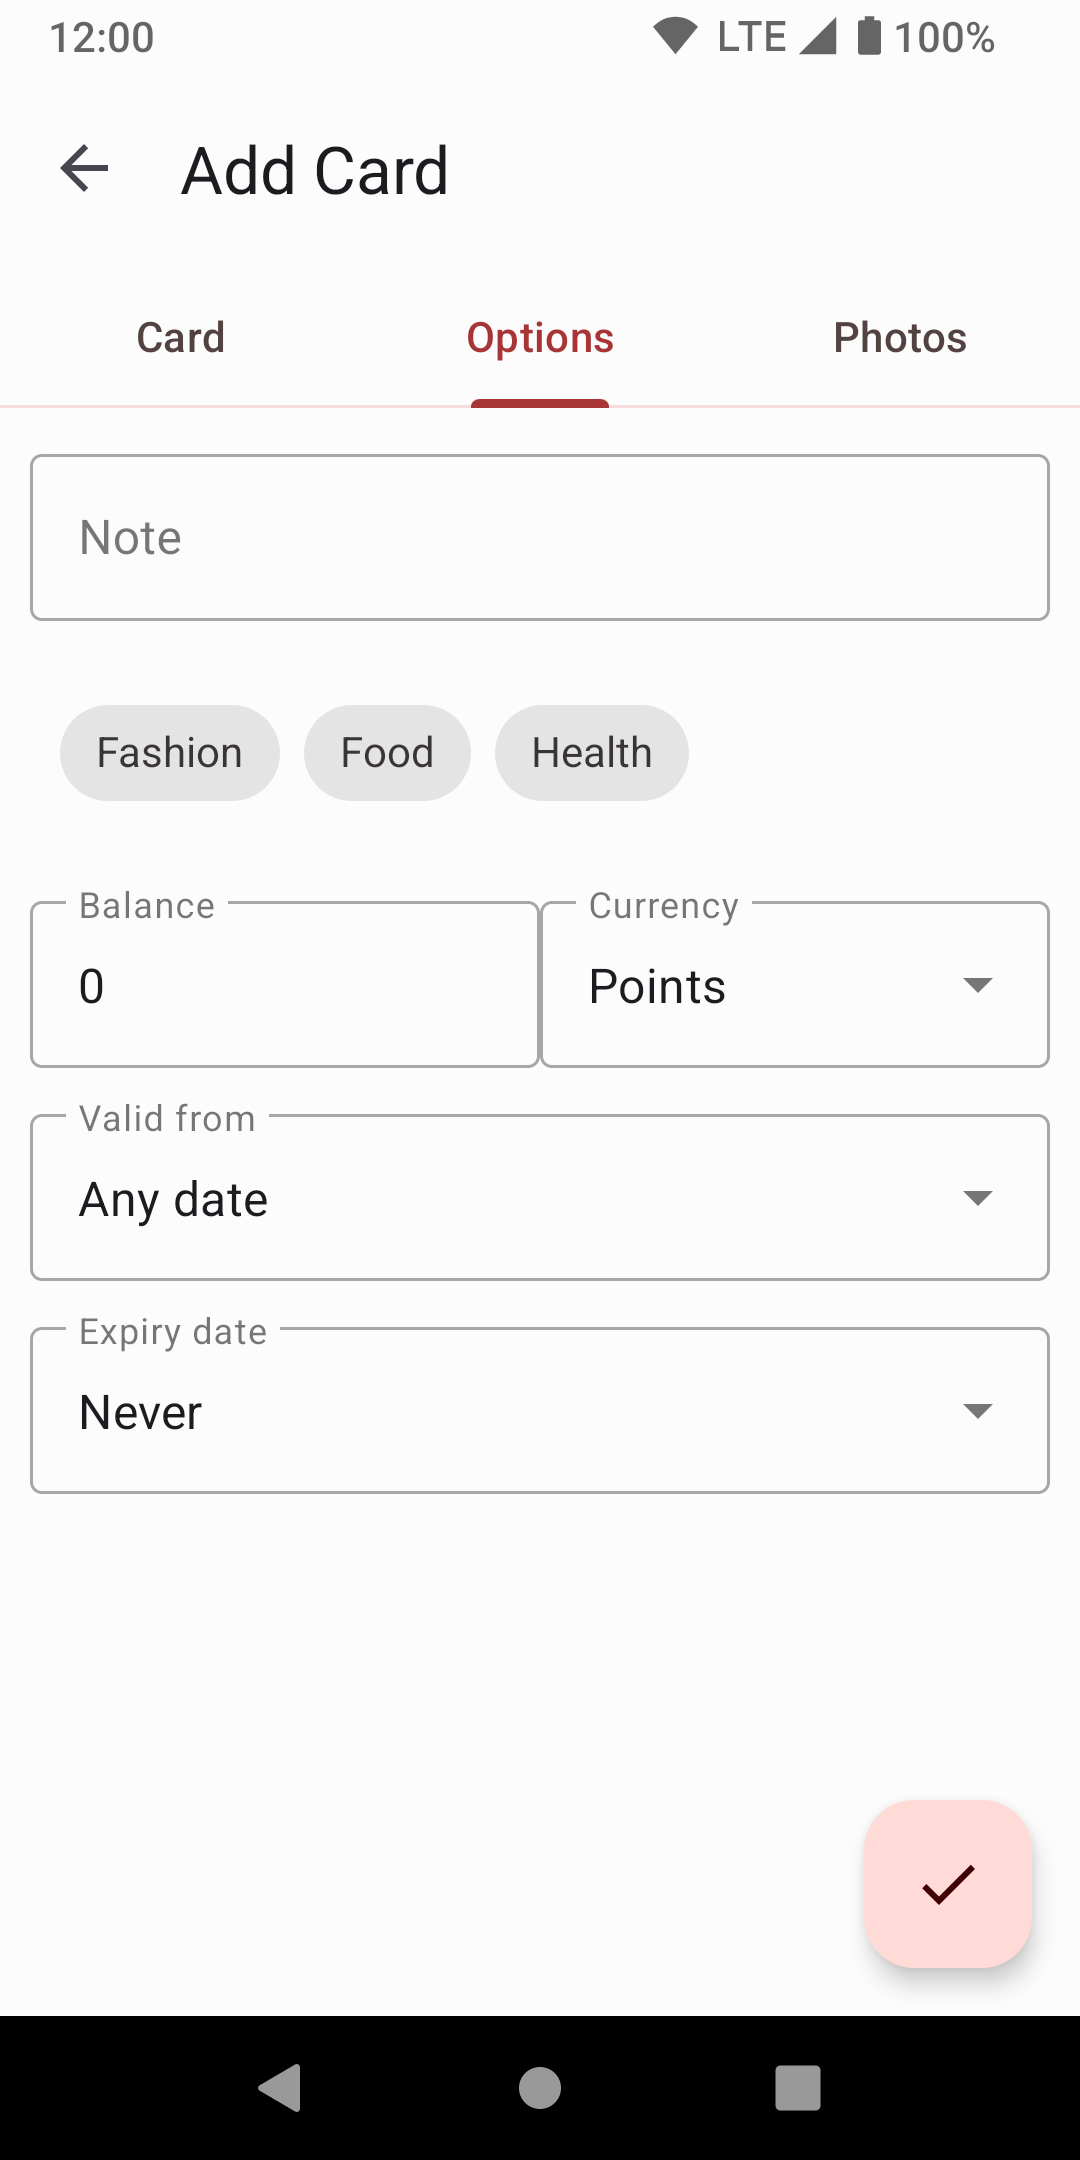 12:00 LTE 100%
Add Card
Card Options Photos
Note
Fashion Food Health
Balance Currency
0 Points
Valid from
Any date
Expiry date
Never